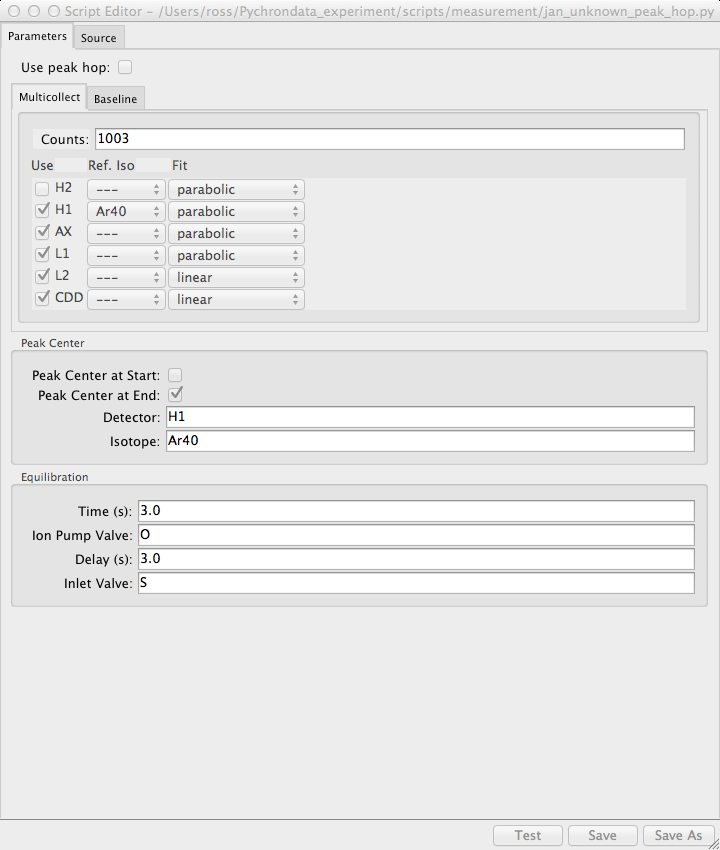 Script Editor – /Users/ross/Pychrondata_experiment/scripts/measurement/jan_unknown_peak_hop.py
Parameters Source
Use peak hop:
Multicollect Baseline
Counts: 1003
Use Ref. Iso Fit
H2 --- parabolic
H1 Ar40 parabolic
AX --- parabolic
L1 --- parabolic
L2 --- linear
CDD --- linear
Peak Center
Peak Center at Start:
Peak Center at End:
Detector: H1
Isotope: Ar40
Equilibration
Time (s): 3.0
Ion Pump Valve: O
Delay (s): 3.0
Inlet Valve: S
Test Save Save As